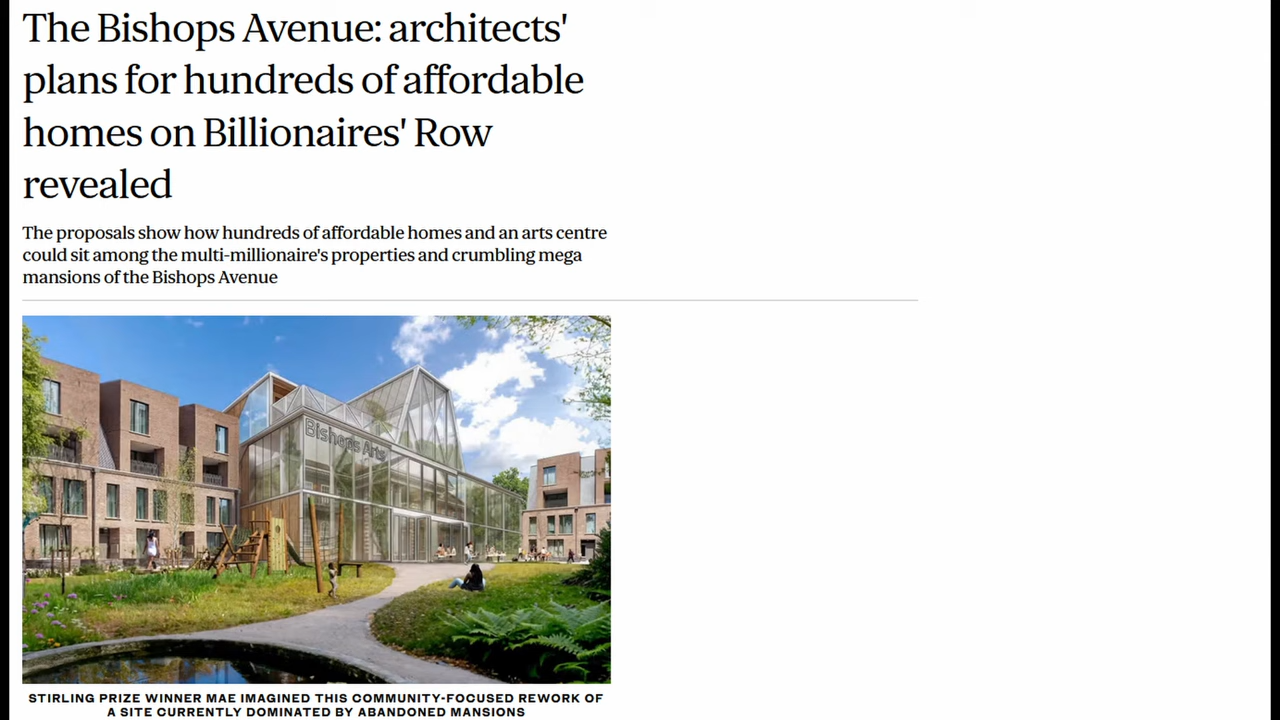 The Bishops Avenue: architects'
plans for hundreds of affordable
homes on Billionaires' Row
revealed
The proposals show how hundreds of affordable homes and an arts centre
could sit among the multi-millionaire's properties and crumbling mega
mansions of the Bishops Avenue
Bishops Arts
STIRLING PRIZE WINNER MAE IMAGINED THIS COMMUNITY-FOCUSED REWORK OF
A SITE CURRENTLY DOMINATED BY ABANDONED MANSIONS